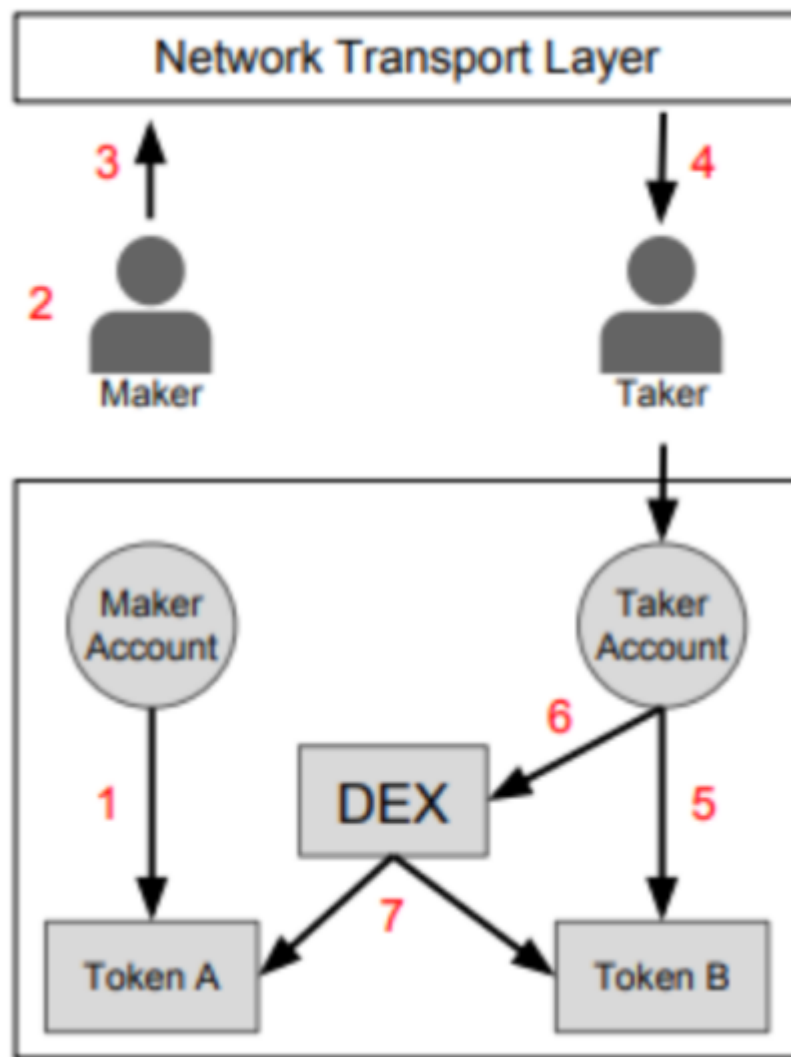 Network Transport Layer
3
4
2
Maker
Taker
Maker
Account
Taker
Account
6
1
DEX
5
7
Token A
Token B